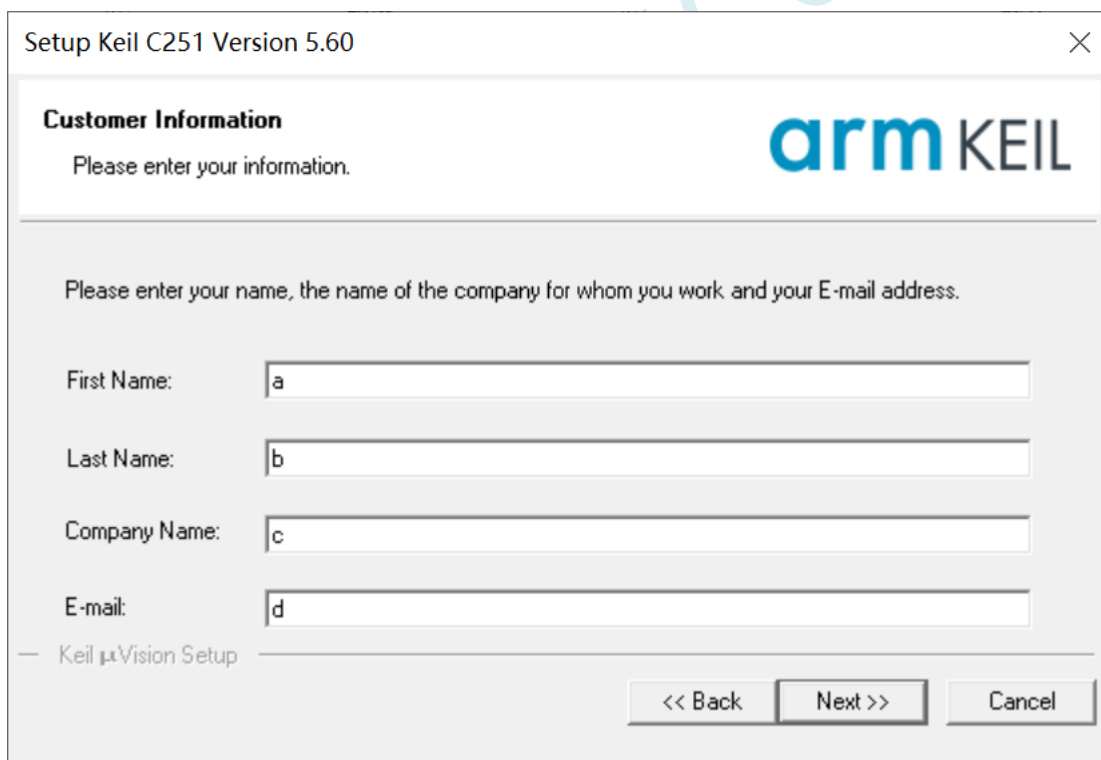 Setup Keil C251 Version 5.60
Customer Information
Please enter your information.
arm KEIL
Please enter your name, the name of the company for whom you work and your E-mail address.
First Name: a
Last Name: b
Company Name: c
E-mail: d
Keil μVision Setup
<< Back Next >> Cancel